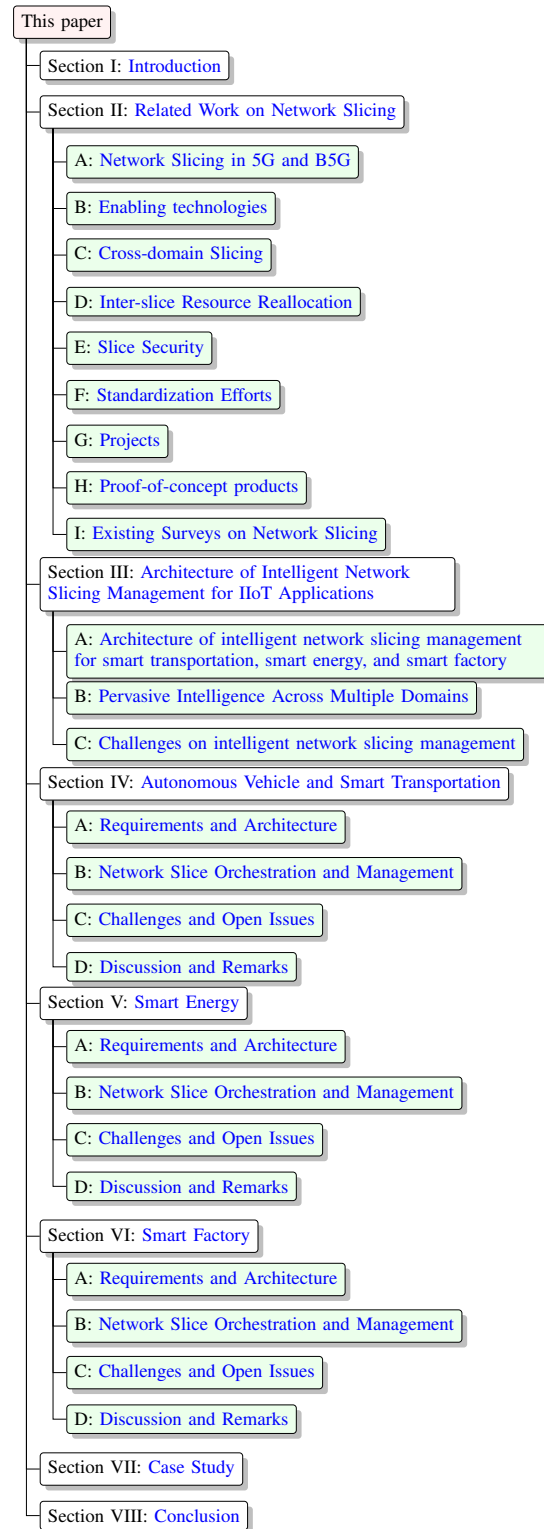 This paper
Section I: Introduction
Section II: Related Work on Network Slicing
A: Network Slicing in 5G and B5G
B: Enabling technologies
C: Cross-domain Slicing
D: Inter-slice Resource Reallocation
E: Slice Security
F: Standardization Efforts
G: Projects
H: Proof-of-concept products
I: Existing Surveys on Network Slicing
Section III: Architecture of Intelligent Network
Slicing Management for IIoT Applications
A: Architecture of intelligent network slicing management
for smart transportation, smart energy, and smart factory
B: Pervasive Intelligence Across Multiple Domains
C: Challenges on intelligent network slicing management
Section IV: Autonomous Vehicle and Smart Transportation
A: Requirements and Architecture
B: Network Slice Orchestration and Management
C: Challenges and Open Issues
D: Discussion and Remarks
Section V: Smart Energy
A: Requirements and Architecture
B: Network Slice Orchestration and Management
C: Challenges and Open Issues
D: Discussion and Remarks
Section VI: Smart Factory
A: Requirements and Architecture
B: Network Slice Orchestration and Management
C: Challenges and Open Issues
D: Discussion and Remarks
Section VII: Case Study
Section VIII: Conclusion